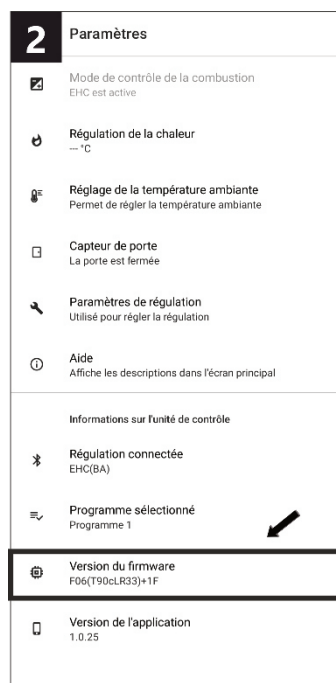 2 Paramètres
Mode de contrôle de la combustion
EHC est active
Régulation de la chaleur
--- °C
Réglage de la température ambiante
Permet de régler la température ambiante
Capteur de porte
La porte est fermée
Paramètres de régulation
Utilisé pour régler la régulation
Aide
Affiche les descriptions dans l'écran principal
Informations sur l'unité de contrôle
Régulation connectée
EHC(BA)
Programme sélectionné
Programme 1
Version du firmware
F06(T90cLR33)+1F
Version de l'application
1.0.25